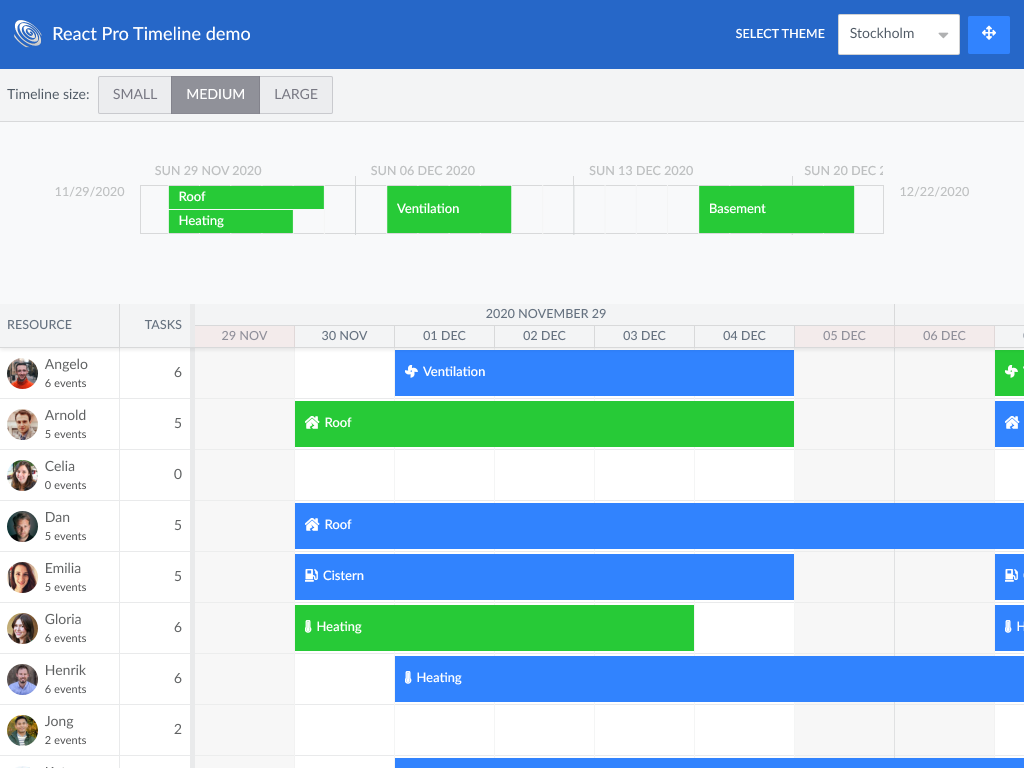 React Pro Timeline demo
SELECT THEME
Stockholm
Timeline size:
SMALL
MEDIUM
LARGE
SUN 29 NOV 2020
SUN 06 DEC 2020
SUN 13 DEC 2020
SUN 20 DEC
11/29/2020
12/22/2020
Roof
Heating
Ventilation
Basement
RESOURCE
TASKS
2020 NOVEMBER 29
29 NOV
30 NOV
01 DEC
02 DEC
03 DEC
04 DEC
05 DEC
06 DEC
Angelo
6 events
6
Ventilation
Arnold
5 events
5
Roof
Celia
0 events
0
Dan
5 events
5
Roof
Emilia
5 events
5
Cistern
Gloria
6 events
6
Heating
H
Henrik
6 events
6
Heating
Jong
2 events
2